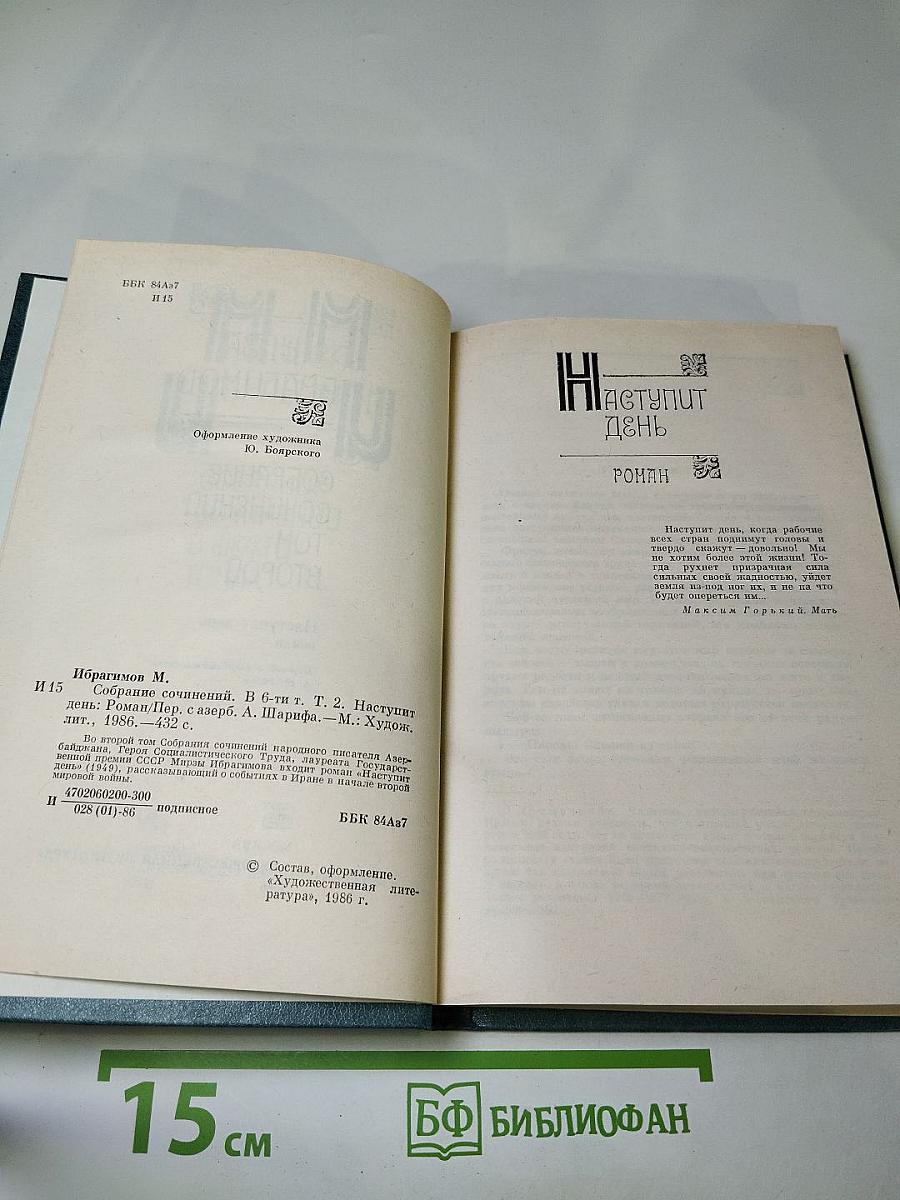 ББК 84Аз7
И15
Оформление художника
Ю. Боярского
Ибрагимов М.
И15 Собрание сочинений. В 6-ти т. Т. 2. Наступит
день: Роман/Пер. с азерб. А. Шарифа.—М.: Худож.
лит., 1986.—432 с.
Во второй том Собрания сочинений народного писателя Азер-
байджана, Героя Социалистического Труда, лауреата Государст-
венной премии СССР Мирзы Ибрагимова входит роман «Наступит
день» (1949), рассказывающий о событиях в Иране в начале второй
мировой войны.
И 4702060200-300 подписное
028 (01)-86
ББК 84Аз7
© Состав, оформление.
«Художественная лите-
ратура», 1986 г.
Наступит
день
роман
Наступит день, когда рабочие
всех стран поднимут головы и
твердо скажут — довольно! Мы
не хотим более этой жизни! То-
гда рухнет призрачная сила
сильных своей жадностью, уйдет
земля из-под ног их, и не на что
будет опереться им...
Максим Горький. Мать
15 см
БФ БИБЛИОФАН